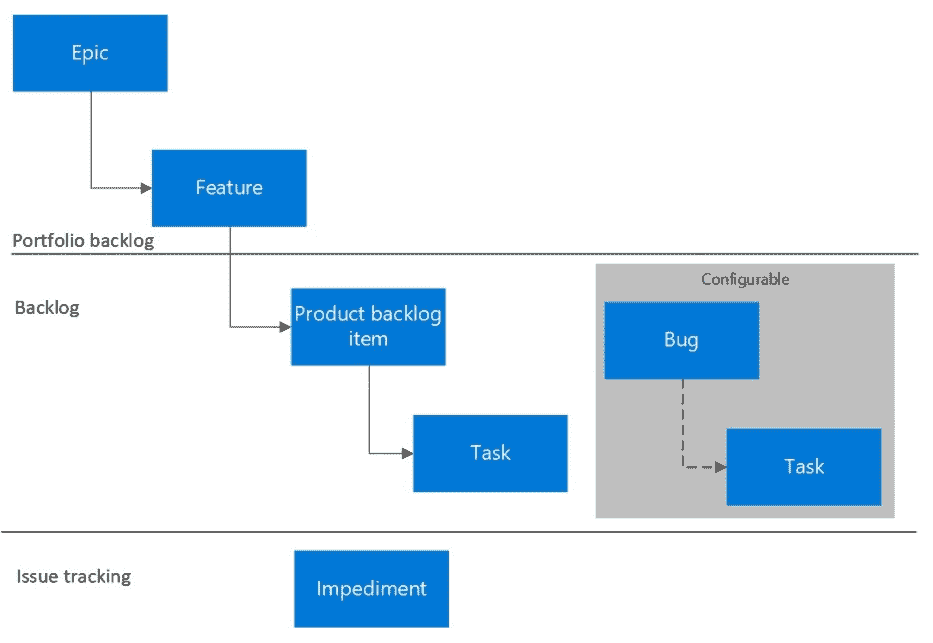 Epic
Feature
Portfolio backlog
Backlog
Product backlog
item
Task
Configurable
Bug
Task
Issue tracking
Impediment